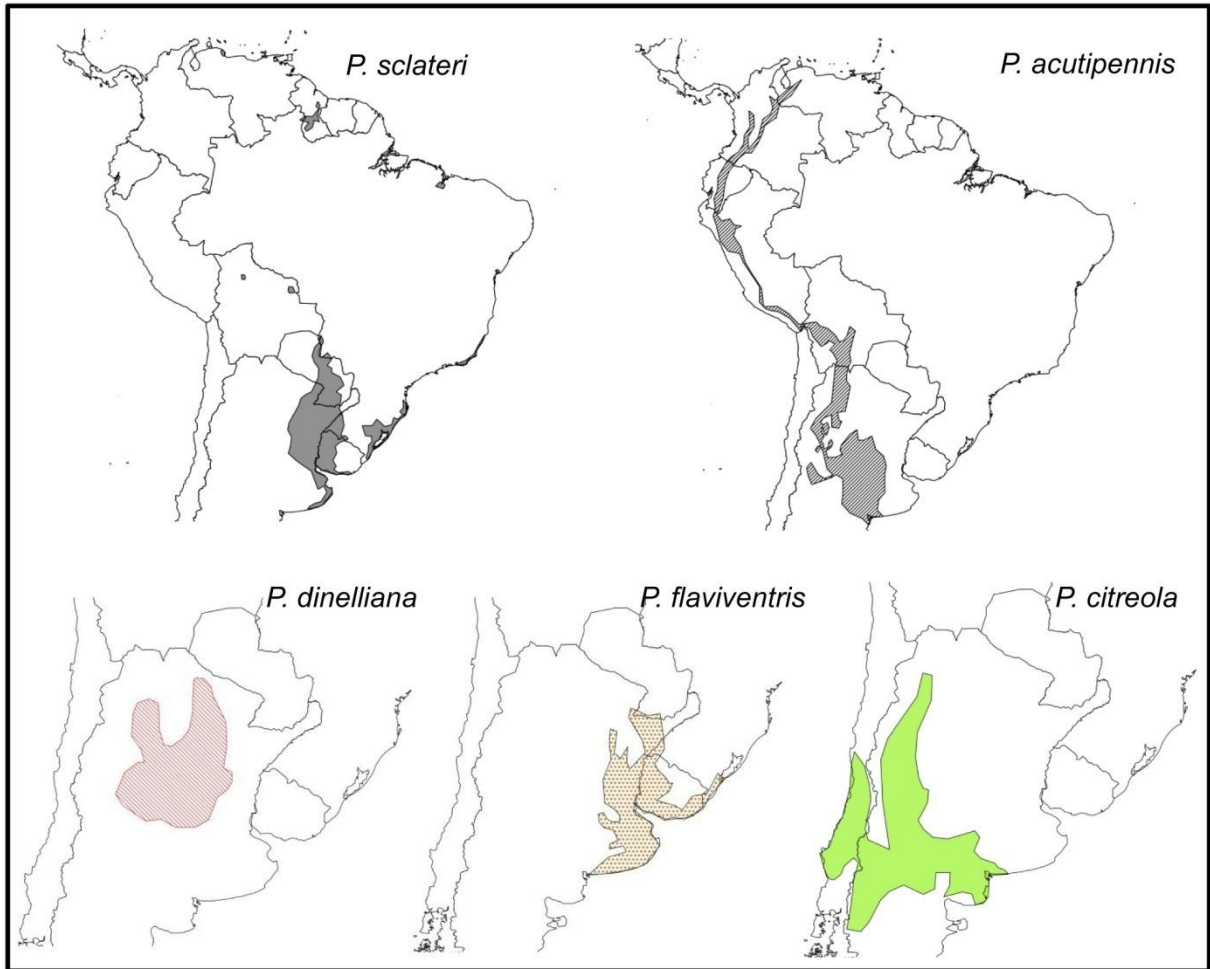 P. sclateri
P. acutipennis
P. dinelliana
P. flaviventris
P. citreola